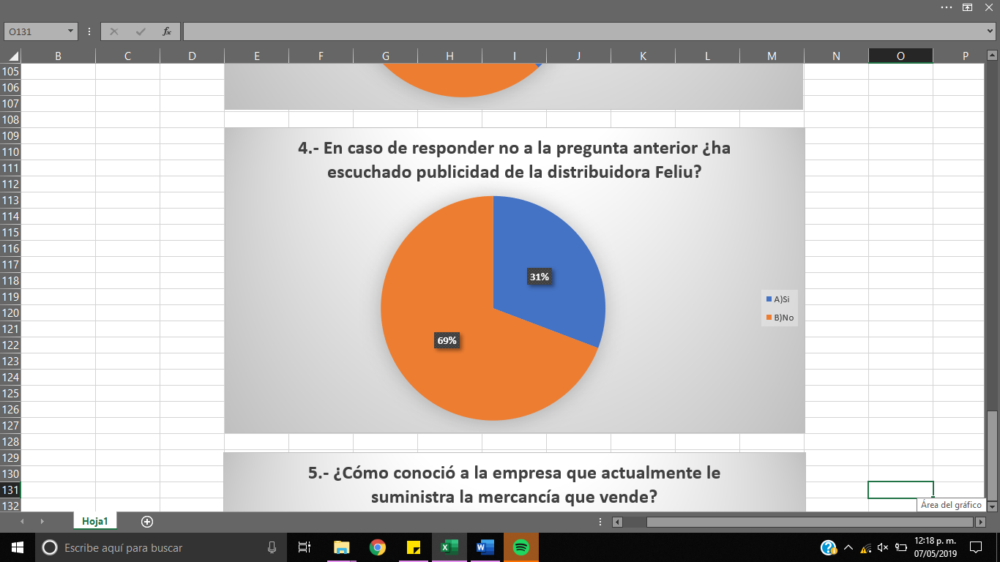 O131
fx
B C D E F G H I J K L M N O P
105
106
107
108
109
110
111
112
113
114
115
116
117
118
119
120
121
122
123
124
125
126
127
128
129
130
131
132
4.- En caso de responder no a la pregunta anterior ¿ha
escuchado publicidad de la distribuidora Feliu?
31%
69%
A)Si
B)No
5.- ¿Cómo conoció a la empresa que actualmente le
suministra la mercancía que vende?
Área del gráfico
Hoja1
Escribe aquí para buscar
12:18 p. m.
07/05/2019